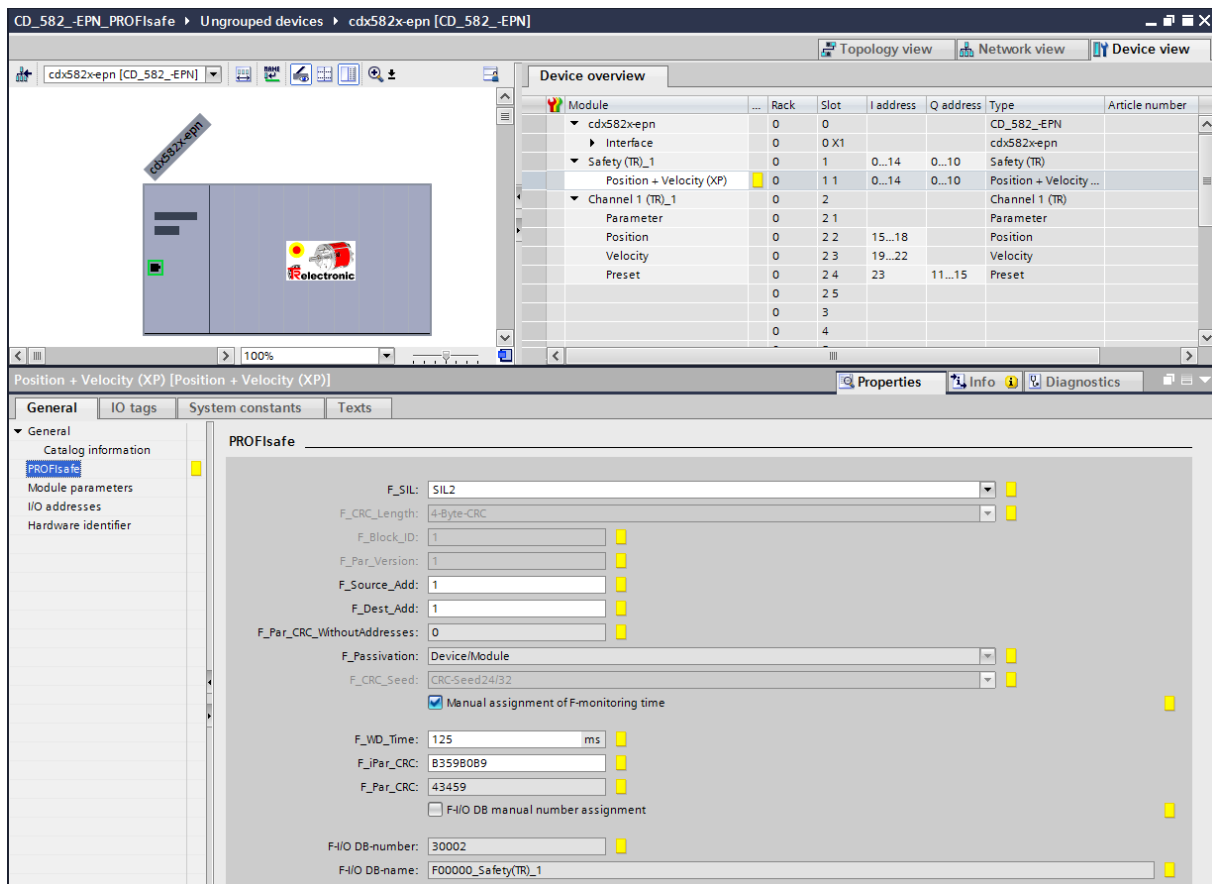 CD_582_-EPN_PROFIsafe ▸ Ungrouped devices ▸ cdx582x-epn [CD_582_-EPN]
Topology view Network view Device view
cdx582x-epn [CD_582_-EPN]
cdx582x-epn
TRelectronic
100%
Device overview
Module ... Rack Slot I address Q address Type Article number
cdx582x-epn 0 0 CD_582_-EPN
Interface 0 0 X1 cdx582x-epn
Safety (TR)_1 0 1 0...14 0...10 Safety (TR)
Position + Velocity (XP) 0 1 1 0...14 0...10 Position + Velocity ...
Channel 1 (TR)_1 0 2 Channel 1 (TR)
Parameter 0 2 1 Parameter
Position 0 2 2 15...18 Position
Velocity 0 2 3 19...22 Velocity
Preset 0 2 4 23 11...15 Preset
0 2 5
0 3
0 4
Position + Velocity (XP) [Position + Velocity (XP)]
Properties Info Diagnostics
General IO tags System constants Texts
General
Catalog information
PROFIsafe
Module parameters
I/O addresses
Hardware identifier
PROFIsafe
F_SIL: SIL2
F_CRC_Length: 4-Byte-CRC
F_Block_ID: 1
F_Par_Version: 1
F_Source_Add: 1
F_Dest_Add: 1
F_Par_CRC_WithoutAddresses: 0
F_Passivation: Device/Module
F_CRC_Seed: CRC-Seed24/32
Manual assignment of F-monitoring time
F_WD_Time: 125 ms
F_iPar_CRC: B359B0B9
F_Par_CRC: 43459
F-I/O DB manual number assignment
F-I/O DB-number: 30002
F-I/O DB-name: F00000_Safety(TR)_1